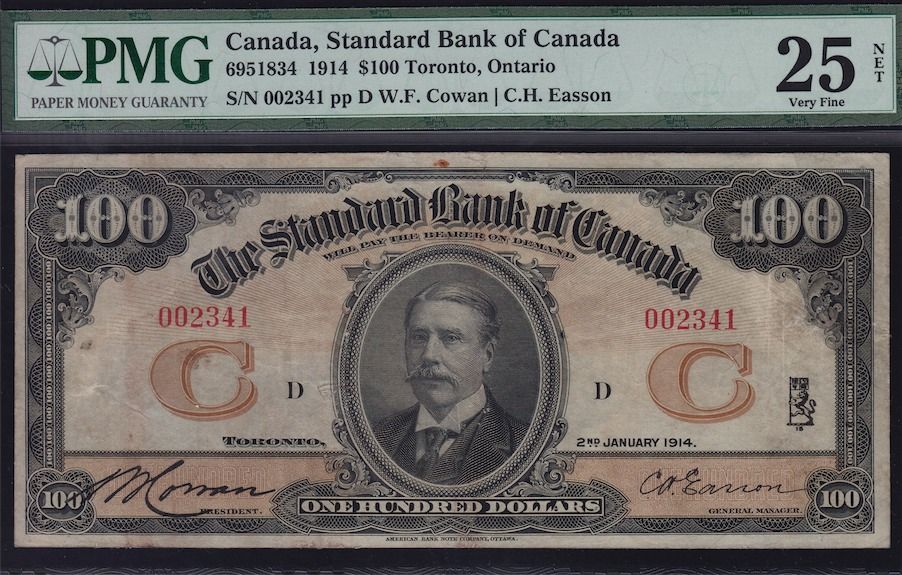 PMG
PAPER MONEY GUARANTY
Canada, Standard Bank of Canada
6951834 1914 $100 Toronto, Ontario
S/N 002341 pp D W.F. Cowan | C.H. Easson
25
Very Fine
NET
100 100
The Standard Bank of Canada
WILL PAY THE BEARER ON DEMAND
002341 002341
C C
D D
18
TORONTO, 2ND JANUARY 1914.
100 100
PRESIDENT. GENERAL MANAGER.
ONE HUNDRED DOLLARS
AMERICAN BANK NOTE COMPANY, OTTAWA.